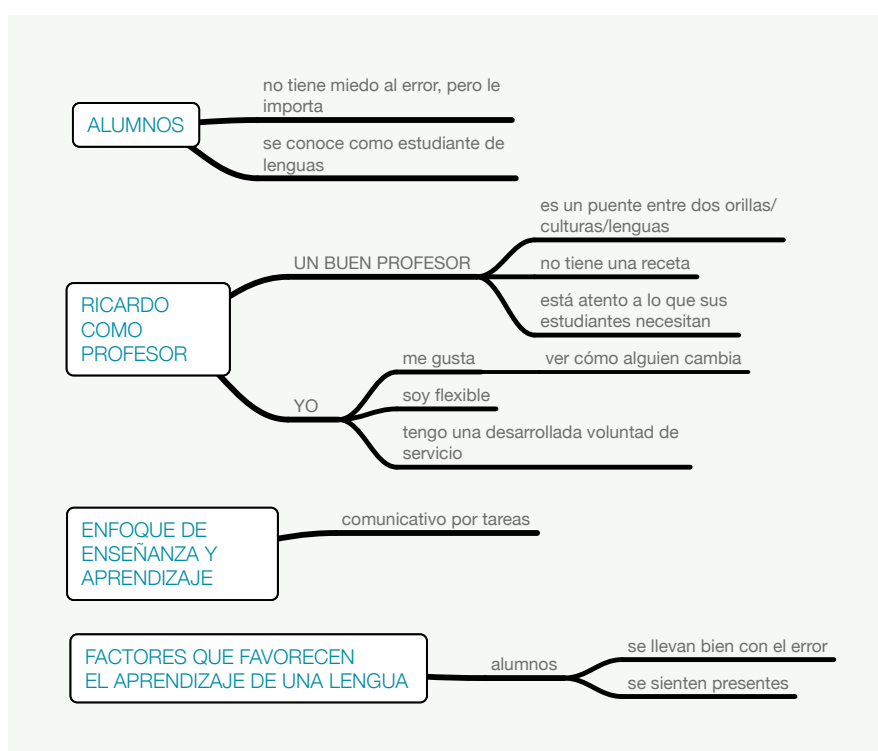 no tiene miedo al error, pero le
importa
ALUMNOS
se conoce como estudiante de
lenguas
es un puente entre dos orillas/
culturas/lenguas
UN BUEN PROFESOR
no tiene una receta
está atento a lo que sus
estudiantes necesitan
RICARDO
COMO
PROFESOR
me gusta
ver cómo alguien cambia
YO
soy flexible
tengo una desarrollada voluntad de
servicio
ENFOQUE DE
ENSEÑANZA Y
APRENDIZAJE
comunicativo por tareas
FACTORES QUE FAVORECEN
EL APRENDIZAJE DE UNA LENGUA
alumnos
se llevan bien con el error
se sienten presentes